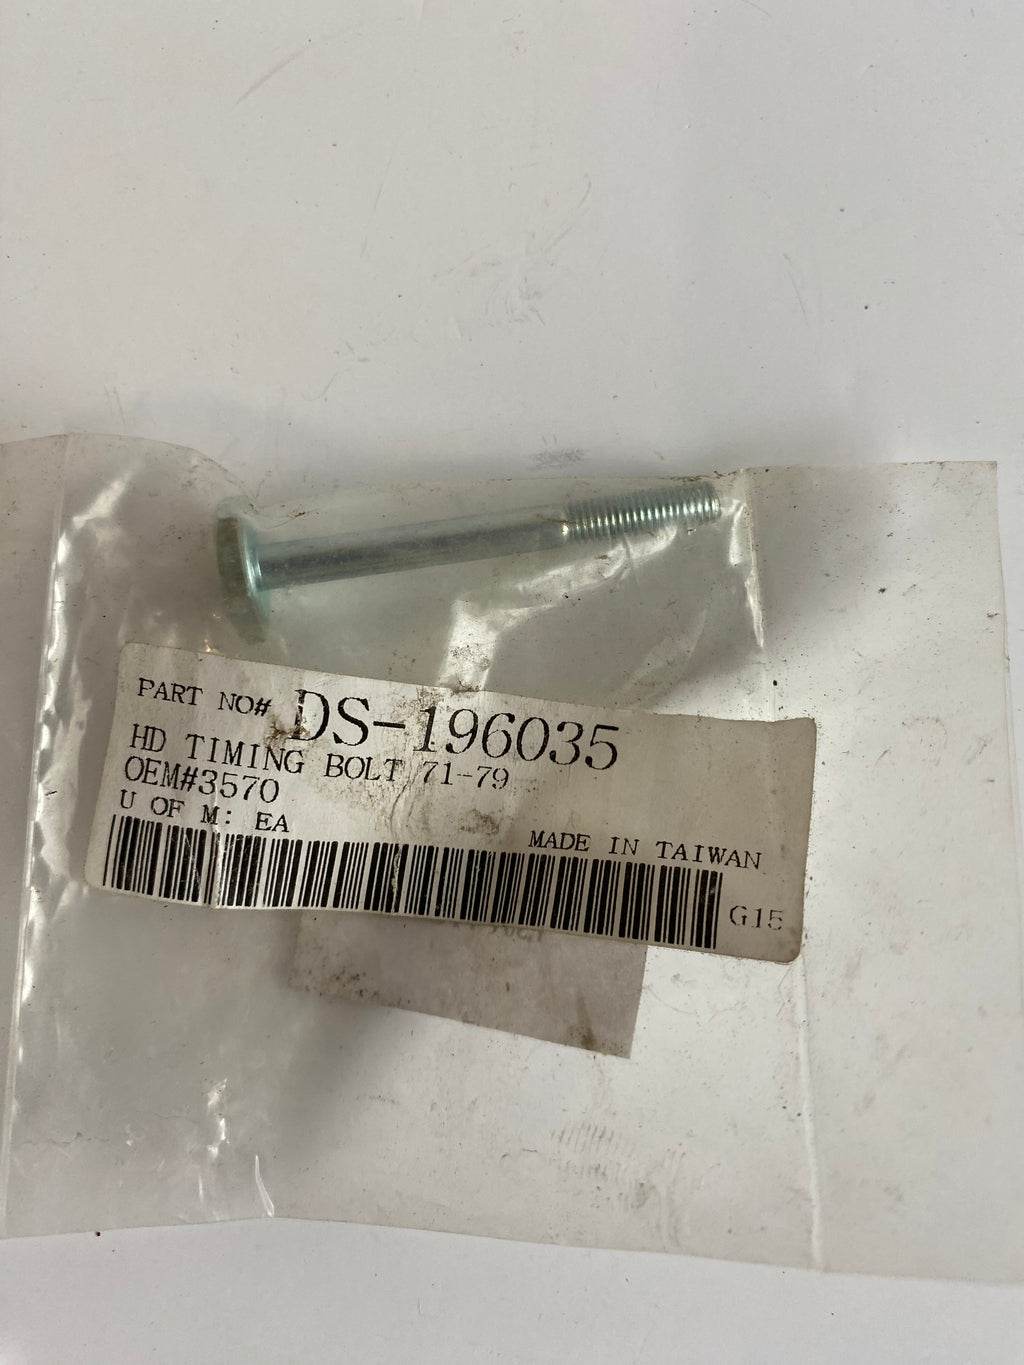 PART NO# DS-196035
HD TIMING BOLT 71-79
OEM#3570
U OF M: EA
MADE IN TAIWAN
G15